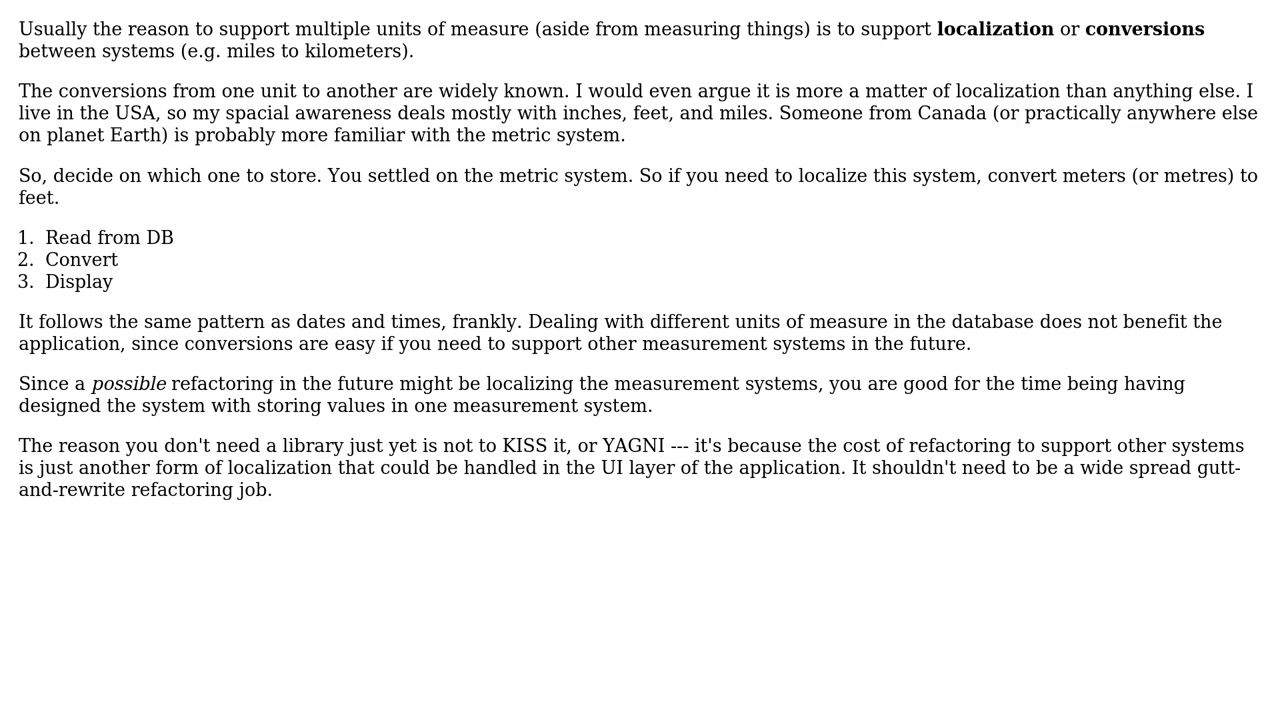 Usually the reason to support multiple units of measure (aside from measuring things) is to support localization or conversions
between systems (e.g. miles to kilometers).
The conversions from one unit to another are widely known. I would even argue it is more a matter of localization than anything else. I
live in the USA, so my spacial awareness deals mostly with inches, feet, and miles. Someone from Canada (or practically anywhere else
on planet Earth) is probably more familiar with the metric system.
So, decide on which one to store. You settled on the metric system. So if you need to localize this system, convert meters (or metres) to
feet.
1. Read from DB
2. Convert
3. Display
It follows the same pattern as dates and times, frankly. Dealing with different units of measure in the database does not benefit the
application, since conversions are easy if you need to support other measurement systems in the future.
Since a possible refactoring in the future might be localizing the measurement systems, you are good for the time being having
designed the system with storing values in one measurement system.
The reason you don't need a library just yet is not to KISS it, or YAGNI --- it's because the cost of refactoring to support other systems
is just another form of localization that could be handled in the UI layer of the application. It shouldn't need to be a wide spread gutt-
and-rewrite refactoring job.